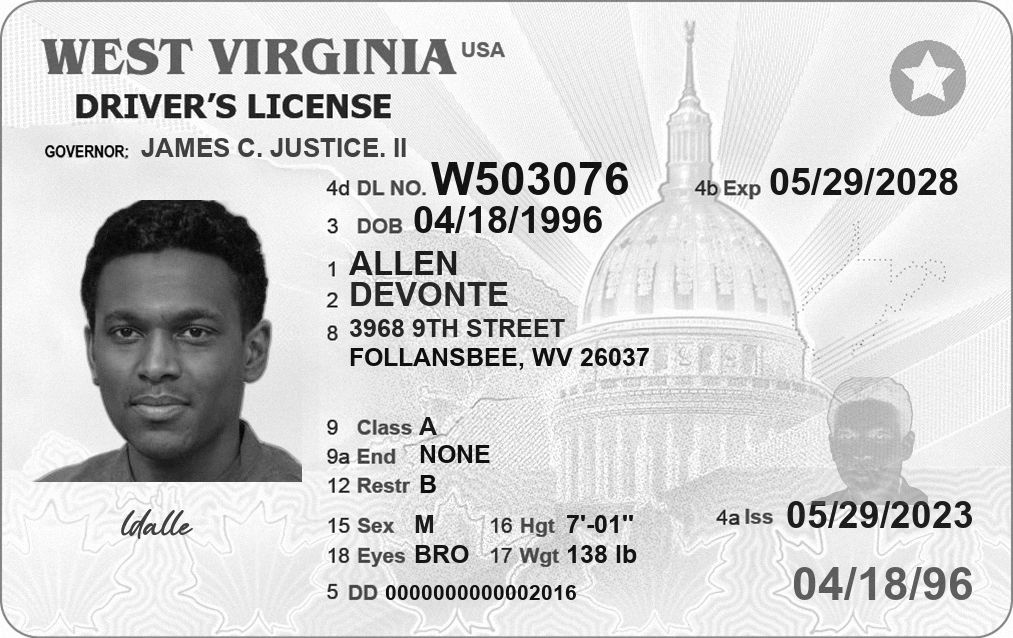 WEST VIRGINIA USA
DRIVER'S LICENSE
GOVERNOR: JAMES C. JUSTICE. II
4d DL NO. W503076 4b Exp 05/29/2028
3 DOB 04/18/1996
1 ALLEN
2 DEVONTE
8 3968 9TH STREET
FOLLANSBEE, WV 26037
9 Class A
9a End NONE
12 Restr B
15 Sex M 16 Hgt 7'-01" 4a Iss 05/29/2023
18 Eyes BRO 17 Wgt 138 lb
5 DD 0000000000002016
04/18/96